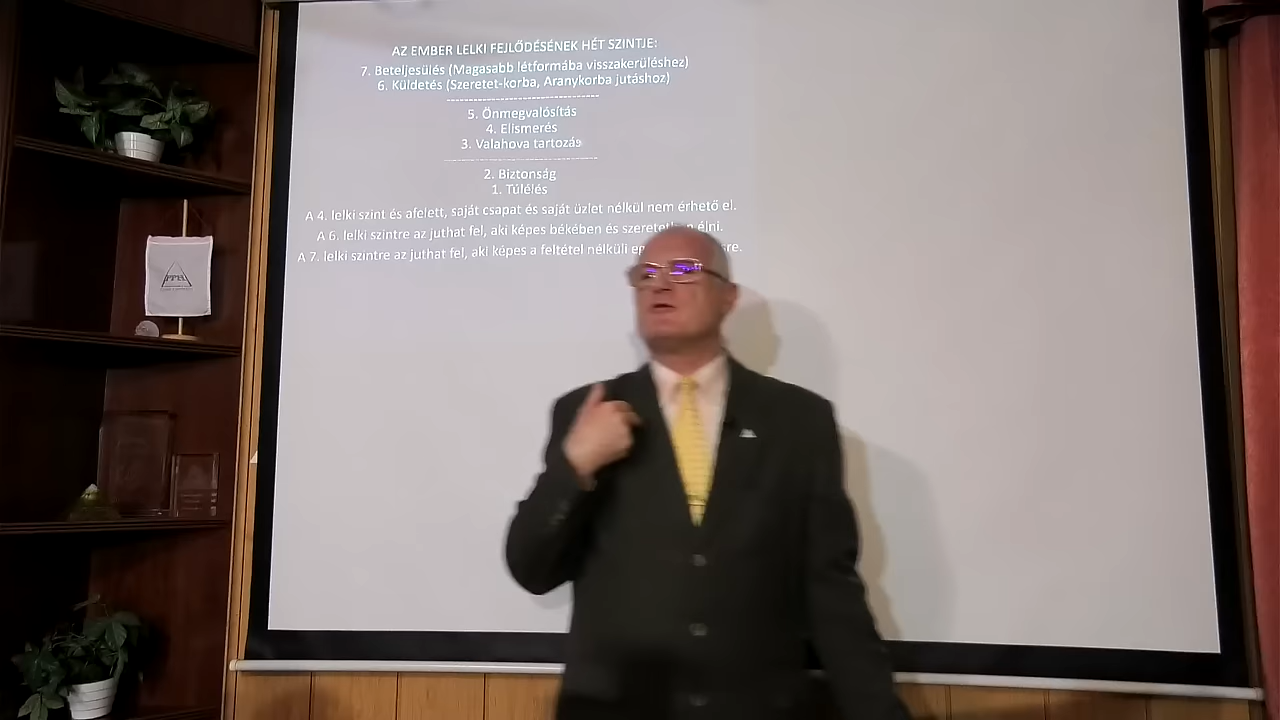 AZ EMBER LELKI FEJLŐDÉSÉNEK HÉT SZINTJE:
7. Beteljesülés (Magasabb létformába visszakerüléshez)
6. Küldetés (Szeretet-korba, Aranykorba jutáshoz)
--------------------------------
5. Önmegvalósítás
4. Elismerés
3. Valahova tartozás
--------------------------------
2. Biztonság
1. Túlélés
A 4. lelki szint és afelett, saját csapat és saját üzlet nélkül nem érhető el.
A 6. lelki szintre az juthat fel, aki képes békében és élni.
A 7. lelki szintre az juthat fel, aki képes a feltétel nélküli